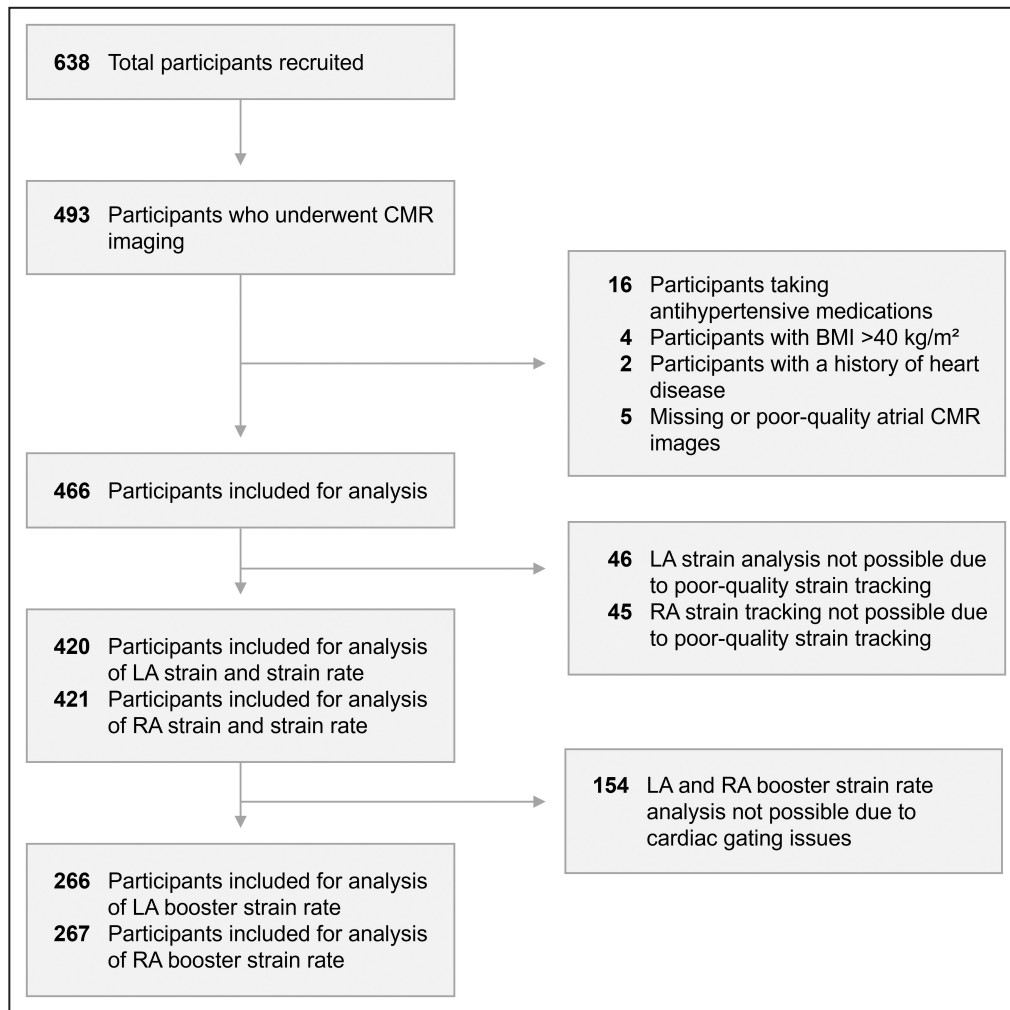 638 Total participants recruited
493 Participants who underwent CMR
imaging
16 Participants taking
antihypertensive medications
4 Participants with BMI >40 kg/m²
2 Participants with a history of heart
disease
5 Missing or poor-quality atrial CMR
images
466 Participants included for analysis
46 LA strain analysis not possible due
to poor-quality strain tracking
45 RA strain tracking not possible due
to poor-quality strain tracking
420 Participants included for analysis
of LA strain and strain rate
421 Participants included for analysis
of RA strain and strain rate
154 LA and RA booster strain rate
analysis not possible due to
cardiac gating issues
266 Participants included for analysis
of LA booster strain rate
267 Participants included for analysis
of RA booster strain rate